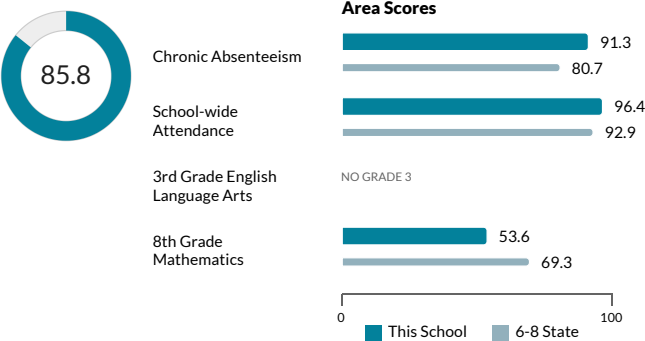 Area Scores
85.8
Chronic Absenteeism
91.3
80.7
School-wide
Attendance
96.4
92.9
3rd Grade English
Language Arts
NO GRADE 3
8th Grade
Mathematics
53.6
69.3
0
100
This School
6-8 State